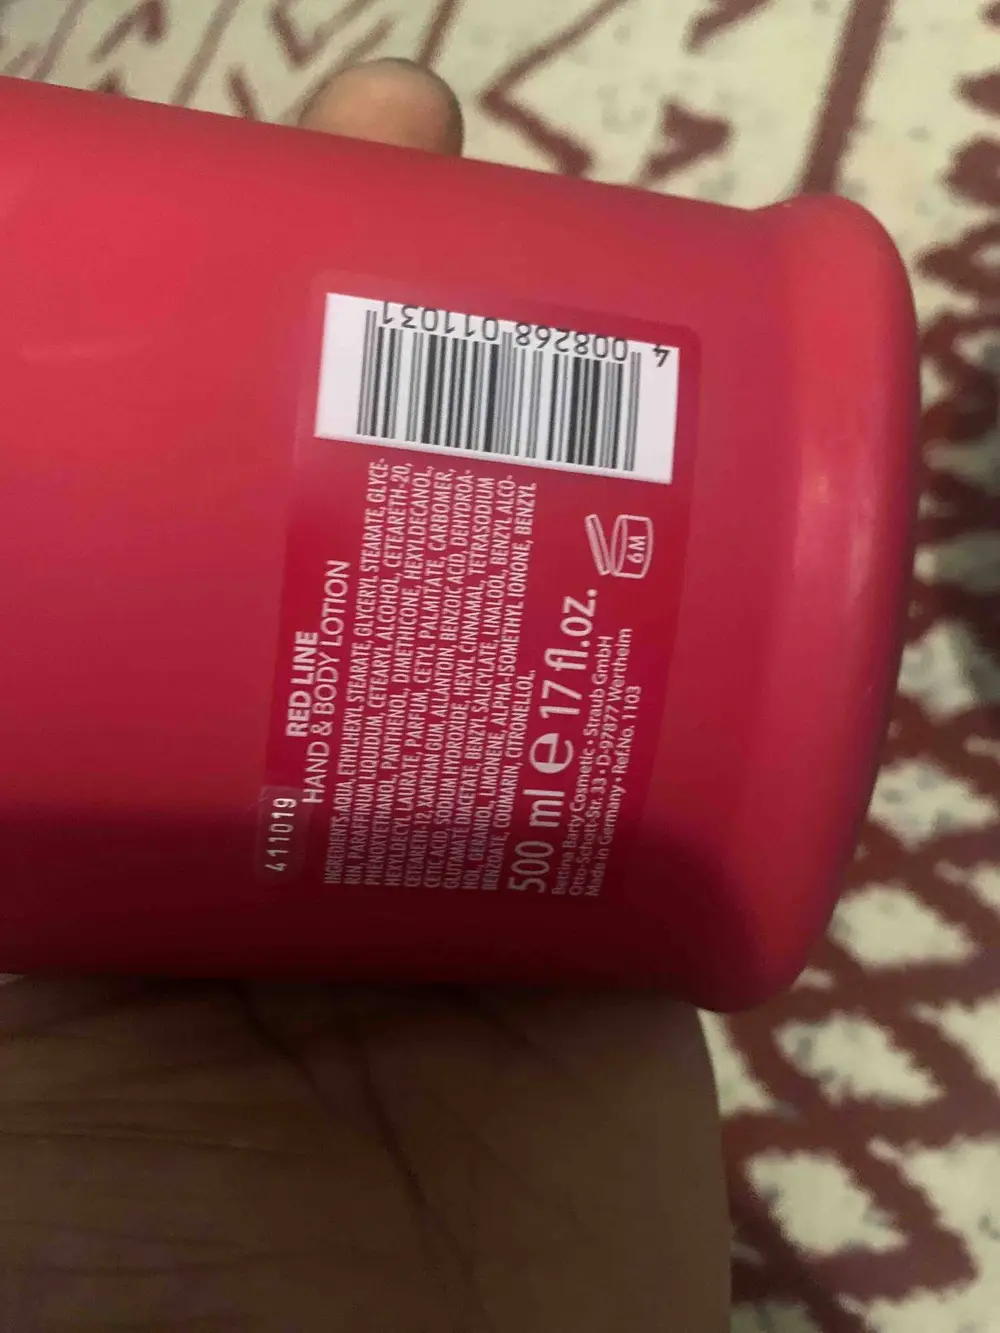 411019
RED LINE
HAND & BODY LOTION
INGREDIENTS: AQUA, ETHYLHEXYL STEARATE, GLYCERYL STEARATE, GLYCE-
RIN, PARAFFINUM LIQUIDUM, CETEARYL ALCOHOL, CETEARETH-20,
PHENOXYETHANOL, PANTHENOL, DIMETHICONE, HEXYLDECANOL,
HEXYLDECYL LAURATE, PARFUM, CETYL PALMITATE, CARBOMER,
CETEARETH-12, XANTHAN GUM, ALLANTOIN, BENZOIC ACID, DEHYDROA-
CETIC ACID, SODIUM HYDROXIDE, HEXYL CINNAMAL, TETRASODIUM
GLUTAMATE DIACETATE, BENZYL SALICYLATE, LINALOOL, BENZYL ALCO-
HOL, GERANIOL, LIMONENE, ALPHA-ISOMETHYL IONONE, BENZYL
BENZOATE, COUMARIN, CITRONELLOL.
500 ml e 17 fl.oz.
6M
Bettina Barty Cosmetic • Straub GmbH
Otto-Schott-Str. 33 • D-97877 Wertheim
Made in Germany • Ref.No. 1103
4 008268 011031